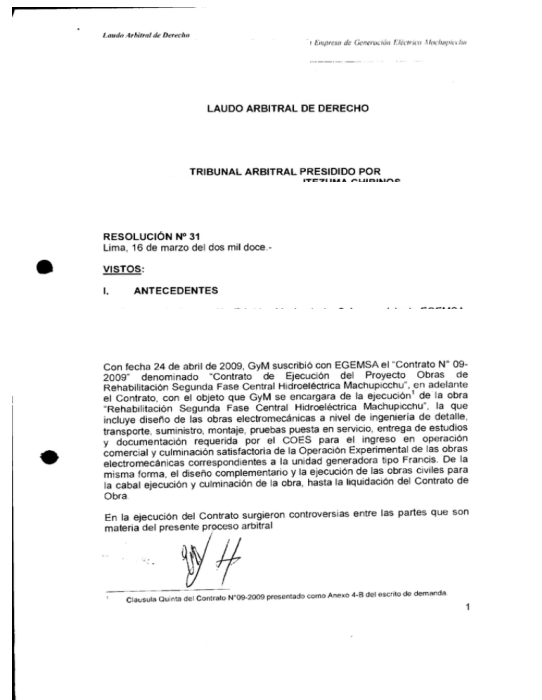 Laudo Arbitral de Derecho
Empresa de Generación Eléctrica Machupicchu
LAUDO ARBITRAL DE DERECHO
TRIBUNAL ARBITRAL PRESIDIDO POR
RESOLUCIÓN Nº 31
Lima, 16 de marzo del dos mil doce.-
VISTOS:
I. ANTECEDENTES
Con fecha 24 de abril de 2009, GyM suscribió con EGEMSA el "Contrato N° 09-
2009" denominado "Contrato de Ejecución del Proyecto Obras de
Rehabilitación Segunda Fase Central Hidroeléctrica Machupicchu", en adelante
el Contrato, con el objeto que GyM se encargara de la ejecución¹ de la obra
"Rehabilitación Segunda Fase Central Hidroeléctrica Machupicchu", la que
incluye diseño de las obras electromecánicas a nivel de ingeniería de detalle,
transporte, suministro, montaje, pruebas puesta en servicio, entrega de estudios
y documentación requerida por el COES para el ingreso en operación
comercial y culminación satisfactoria de la Operación Experimental de las obras
electromecánicas correspondientes a la unidad generadora tipo Francis. De la
misma forma, el diseño complementario y la ejecución de las obras civiles para
la cabal ejecución y culminación de la obra, hasta la liquidación del Contrato de
Obra.
En la ejecución del Contrato surgieron controversias entre las partes que son
materia del presente proceso arbitral
¹ Clausula Quinta del Contrato N°09-2009 presentado como Anexo 4-B del escrito de demanda.
1